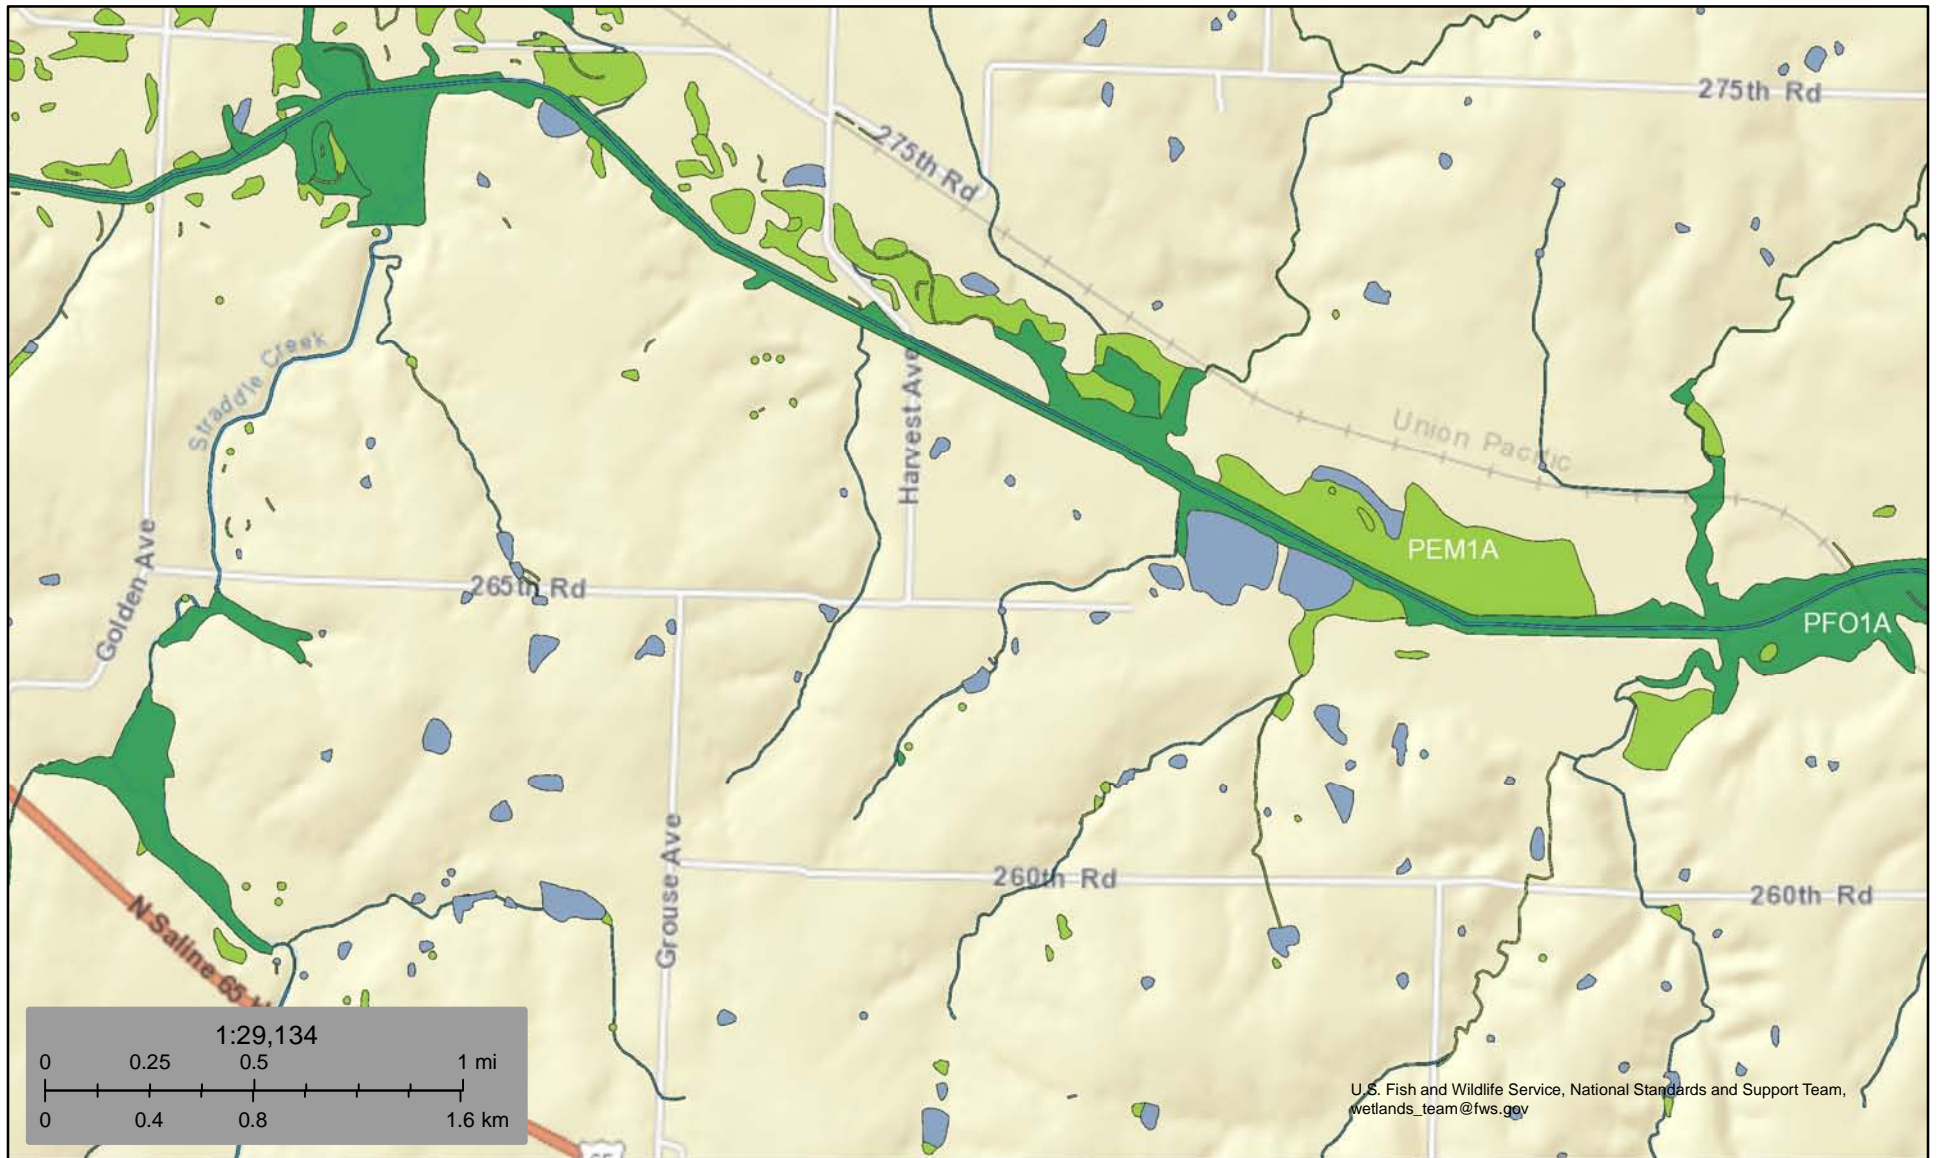 275th Rd
275th Rd
Straddle Creek
Harvest Ave
Union Pacific
PEM1A
Golden Ave
265th Rd
PFO1A
Grouse Ave
260th Rd
260th Rd
N Saline 65
1:29,134
0 0.25 0.5 1 mi
0 0.4 0.8 1.6 km
U.S. Fish and Wildlife Service, National Standards and Support Team,
wetlands_team@fws.gov